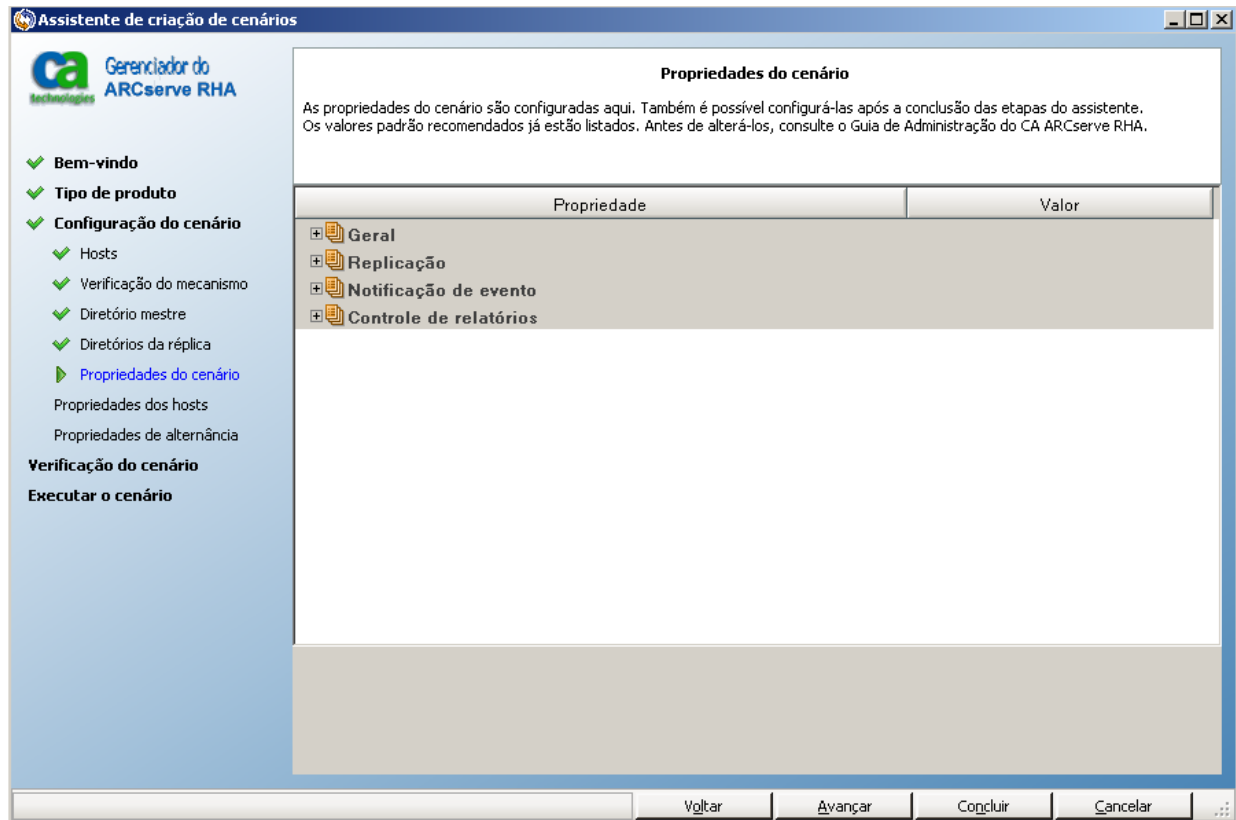 Assistente de criação de cenários
ca
technologies
Gerenciador do
ARCserve RHA
Bem-vindo
Tipo de produto
Configuração do cenário
Hosts
Verificação do mecanismo
Diretório mestre
Diretórios da réplica
Propriedades do cenário
Propriedades dos hosts
Propriedades de alternância
Verificação do cenário
Executar o cenário
Propriedades do cenário
As propriedades do cenário são configuradas aqui. Também é possível configurá-las após a conclusão das etapas do assistente.
Os valores padrão recomendados já estão listados. Antes de alterá-los, consulte o Guia de Administração do CA ARCserve RHA.
Propriedade Valor
Geral
Replicação
Notificação de evento
Controle de relatórios
Voltar Avançar Concluir Cancelar